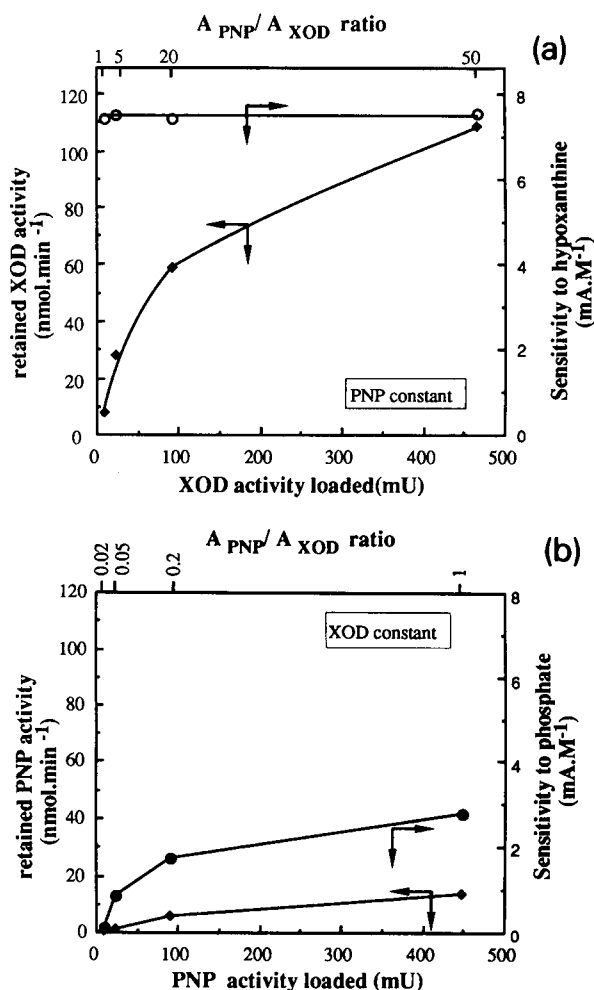 A PNP/ A XOD ratio
(a)
1 5 20 50
120
100
80
60
40
20
0
retained XOD activity
(nmol.min -1)
8
6
4
2
0
Sensitivity to hypoxanthine
(mA.M-1)
PNP constant
0 100 200 300 400 500
XOD activity loaded(mU)
A PNP/ A XOD ratio
(b)
0.02 0.05 0.2 1
120
100
80
60
40
20
0
retained PNP activity
(nmol.min -1)
8
6
4
2
0
Sensitivity to phosphate
(mA.M-1)
XOD constant
0 100 200 300 400 500
PNP activity loaded (mU)